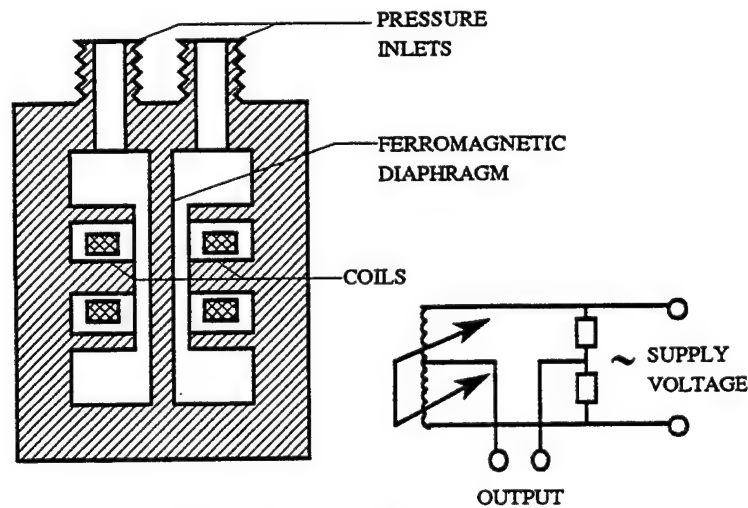 PRESSURE
INLETS
FERROMAGNETIC
DIAPHRAGM
COILS
~ SUPPLY
VOLTAGE
OUTPUT